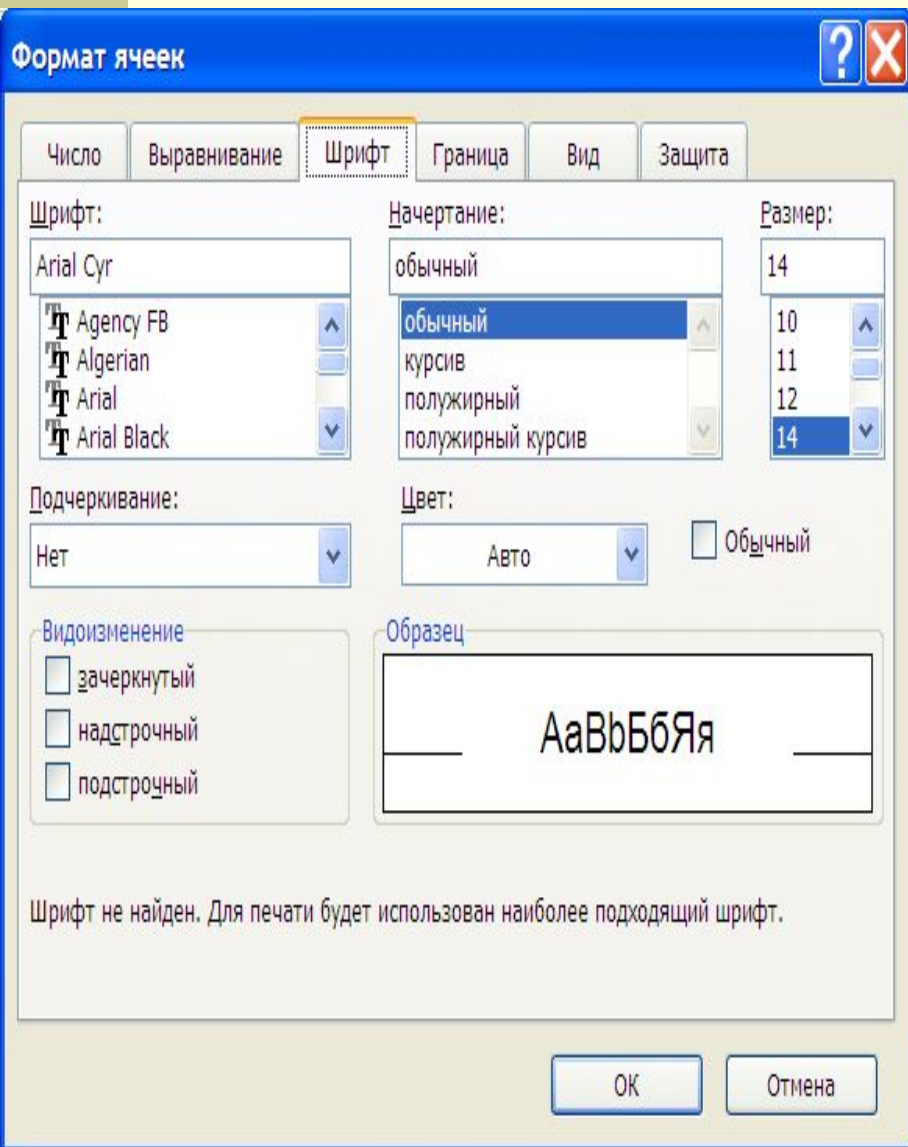 Формат ячеек
Число Выравнивание Шрифт Граница Вид Защита
Шрифт: Начертание: Размер:
Arial Cyr обычный 14
Agency FB обычный 10
Algerian курсив 11
Arial полужирный 12
Arial Black полужирный курсив 14
Подчеркивание: Цвет:
Нет Авто Обычный
Видоизменение Образец
зачеркнутый
надстрочный АаВbБбЯя
подстрочный
Шрифт не найден. Для печати будет использован наиболее подходящий шрифт.
ОК Отмена